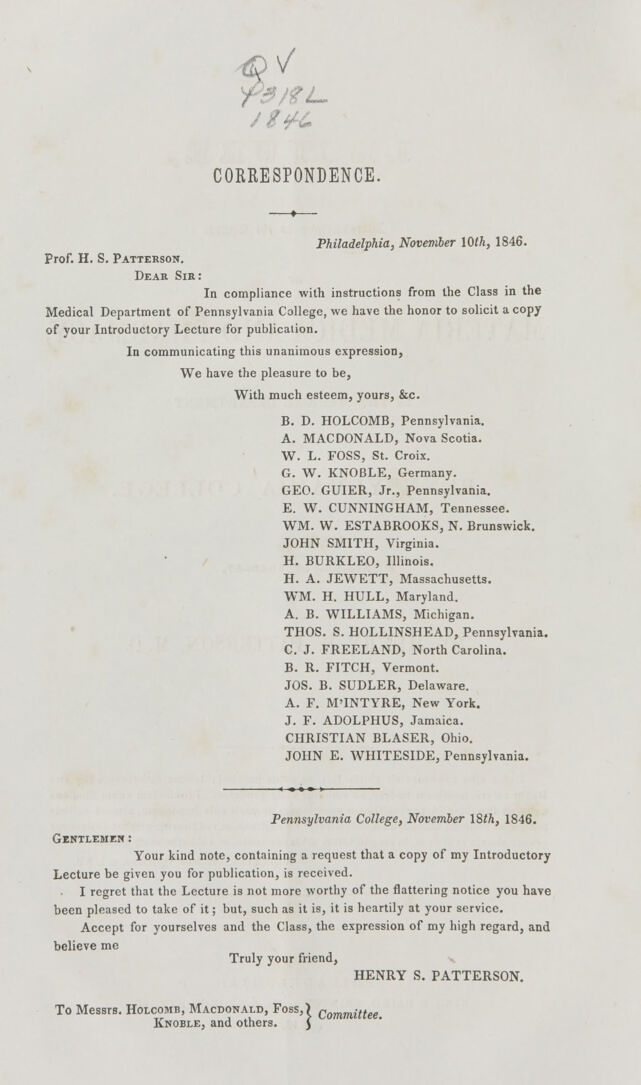 QV
P318L
1846
CORRESPONDENCE.
Philadelphia, November 10th, 1846.
Prof. H. S. Patterson.
Dear Sir:
In compliance with instructions from the Class in the
Medical Department of Pennsylvania College, we have the honor to solicit a copy
of your Introductory Lecture for publication.
In communicating this unanimous expression,
We have the pleasure to be,
With much esteem, yours, &c.
B. D. HOLCOMB, Pennsylvania.
A. MACDONALD, Nova Scotia.
W. L. FOSS, St. Croix.
G. W. KNOBLE, Germany.
GEO. GUIER, Jr., Pennsylvania.
E. W. CUNNINGHAM, Tennessee.
WM. W. ESTABROOKS, N. Brunswick.
JOHN SMITH, Virginia.
H. BURKLEO, Illinois.
H. A. JEWETT, Massachusetts.
WM. H. HULL, Maryland.
A. B. WILLIAMS, Michigan.
THOS. S. HOLLINSHEAD, Pennsylvania.
C. J. FREELAND, North Carolina.
B. R. FITCH, Vermont.
JOS. B. SUDLER, Delaware.
A. F. M'INTYRE, New York.
J. F. ADOLPHUS, Jamaica.
CHRISTIAN BLASER, Ohio.
JOHN E. WHITESIDE, Pennsylvania.
Pennsylvania College, November 18th, 1846.
Gentlemen:
Your kind note, containing a request that a copy of my Introductory
Lecture be given you for publication, is received.
I regret that the Lecture is not more worthy of the flattering notice you have
been pleased to take of it; but, such as it is, it is heartily at your service.
Accept for yourselves and the Class, the expression of my high regard, and
believe me
Truly your friend,
HENRY S. PATTERSON.
To Messrs. Holcomb, Macdonald, Foss, } Committee.
Knoble, and others.